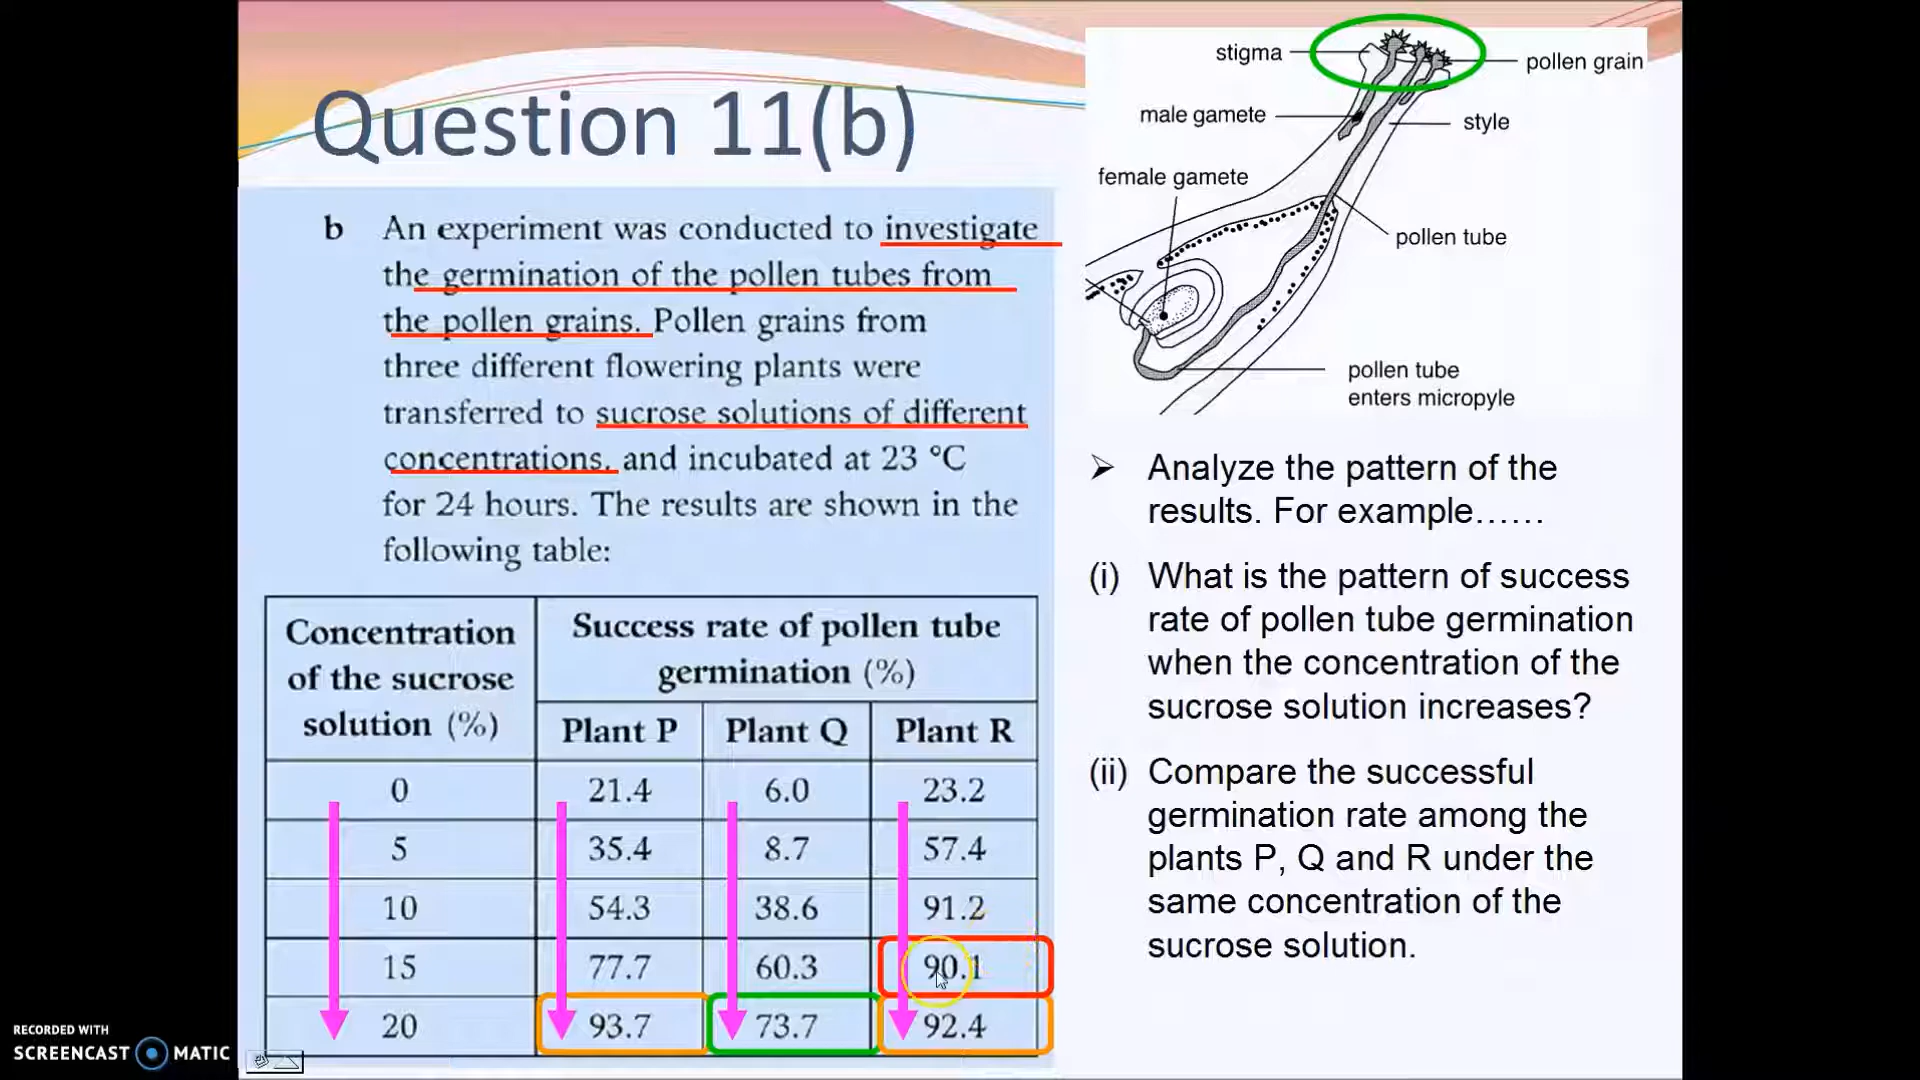 Question 11(b)
b An experiment was conducted to investigate
the germination of the pollen tubes from
the pollen grains. Pollen grains from
three different flowering plants were
transferred to sucrose solutions of different
concentrations, and incubated at 23 °C
for 24 hours. The results are shown in the
following table:
Concentration
of the sucrose
solution (%)
Success rate of pollen tube
germination (%)
Plant P Plant Q Plant R
0 21.4 6.0 23.2
5 35.4 8.7 57.4
10 54.3 38.6 91.2
15 77.7 60.3 90.1
20 93.7 73.7 92.4
stigma
pollen grain
male gamete
style
female gamete
pollen tube
pollen tube
enters micropyle
➢ Analyze the pattern of the
results. For example……
(i) What is the pattern of success
rate of pollen tube germination
when the concentration of the
sucrose solution increases?
(ii) Compare the successful
germination rate among the
plants P, Q and R under the
same concentration of the
sucrose solution.
RECORDED WITH
SCREENCAST MATIC